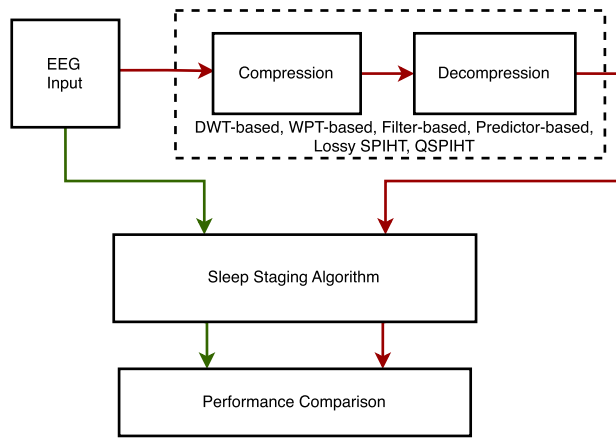 EEG
Input
Compression
Decompression
DWT-based, WPT-based, Filter-based, Predictor-based,
Lossy SPIHT, QSPIHT
Sleep Staging Algorithm
Performance Comparison